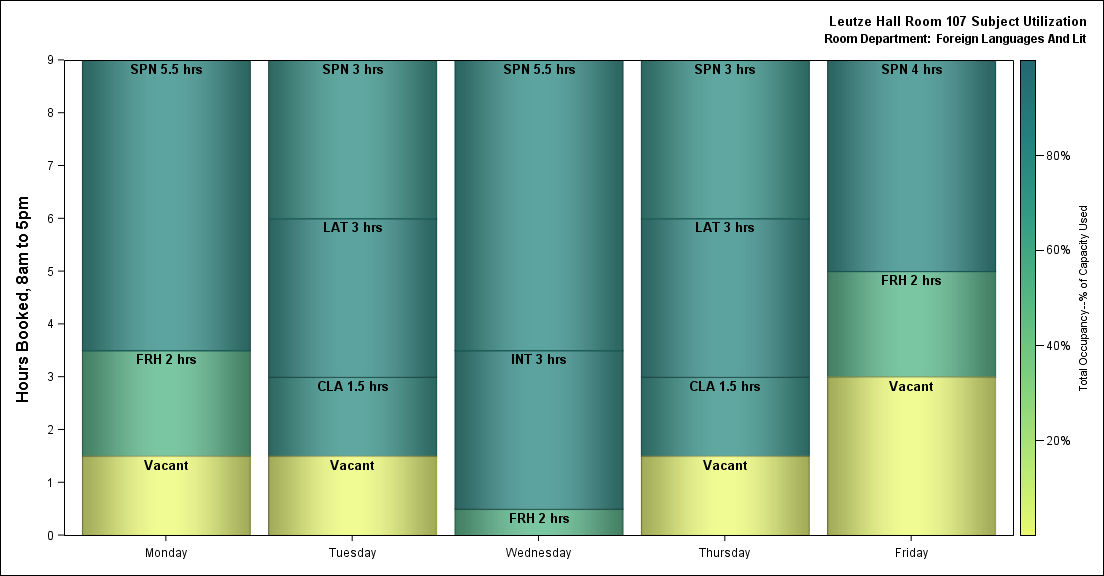 Leutze Hall Room 107 Subject Utilization
Room Department: Foreign Languages And Lit
Hours Booked, 8am to 5pm
9
8
7
6
5
4
3
2
1
0
SPN 5.5 hrs
FRH 2 hrs
Vacant
Monday
SPN 3 hrs
LAT 3 hrs
CLA 1.5 hrs
Vacant
Tuesday
SPN 5.5 hrs
INT 3 hrs
FRH 2 hrs
Wednesday
SPN 3 hrs
LAT 3 hrs
CLA 1.5 hrs
Vacant
Thursday
SPN 4 hrs
FRH 2 hrs
Vacant
Friday
80%
60%
40%
20%
Total Occupancy--% of Capacity Used